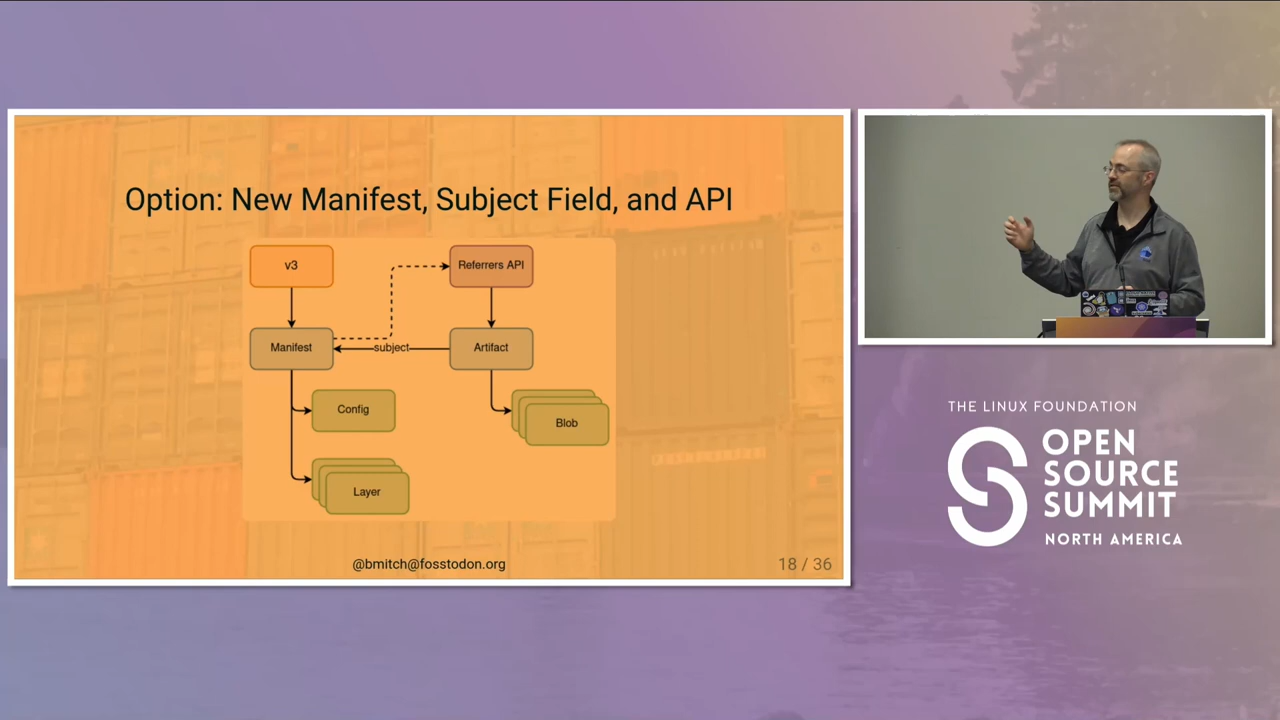 Option: New Manifest, Subject Field, and API
v3
Referrers API
Manifest
subject
Artifact
Config
Blob
Layer
@bmitch@fosstodon.org
18 / 36
THE LINUX FOUNDATION
OPEN
SOURCE
SUMMIT
NORTH AMERICA